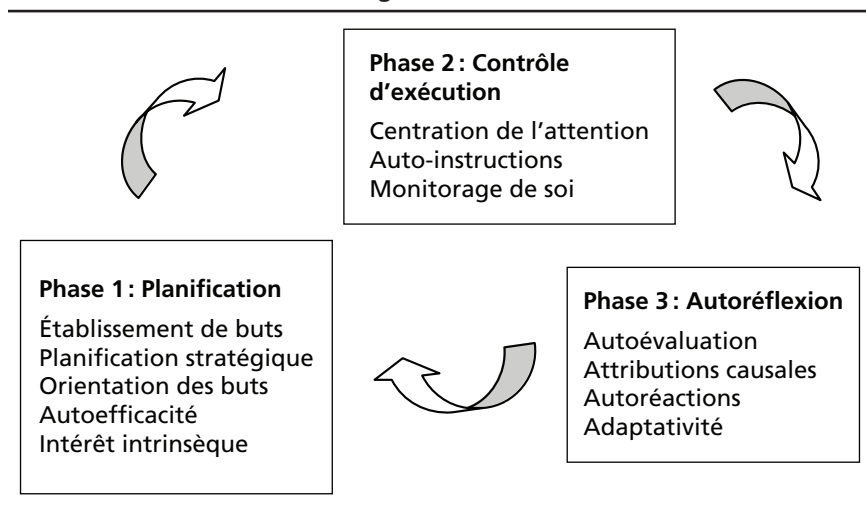 Phase 1 : Planification
Établissement de buts
Planification stratégique
Orientation des buts
Autoefficacité
Intérêt intrinsèque
Phase 2 : Contrôle
d'exécution
Centration de l'attention
Auto-instructions
Monitorage de soi
Phase 3 : Autoréflexion
Autoévaluation
Attributions causales
Autoréactions
Adaptativité